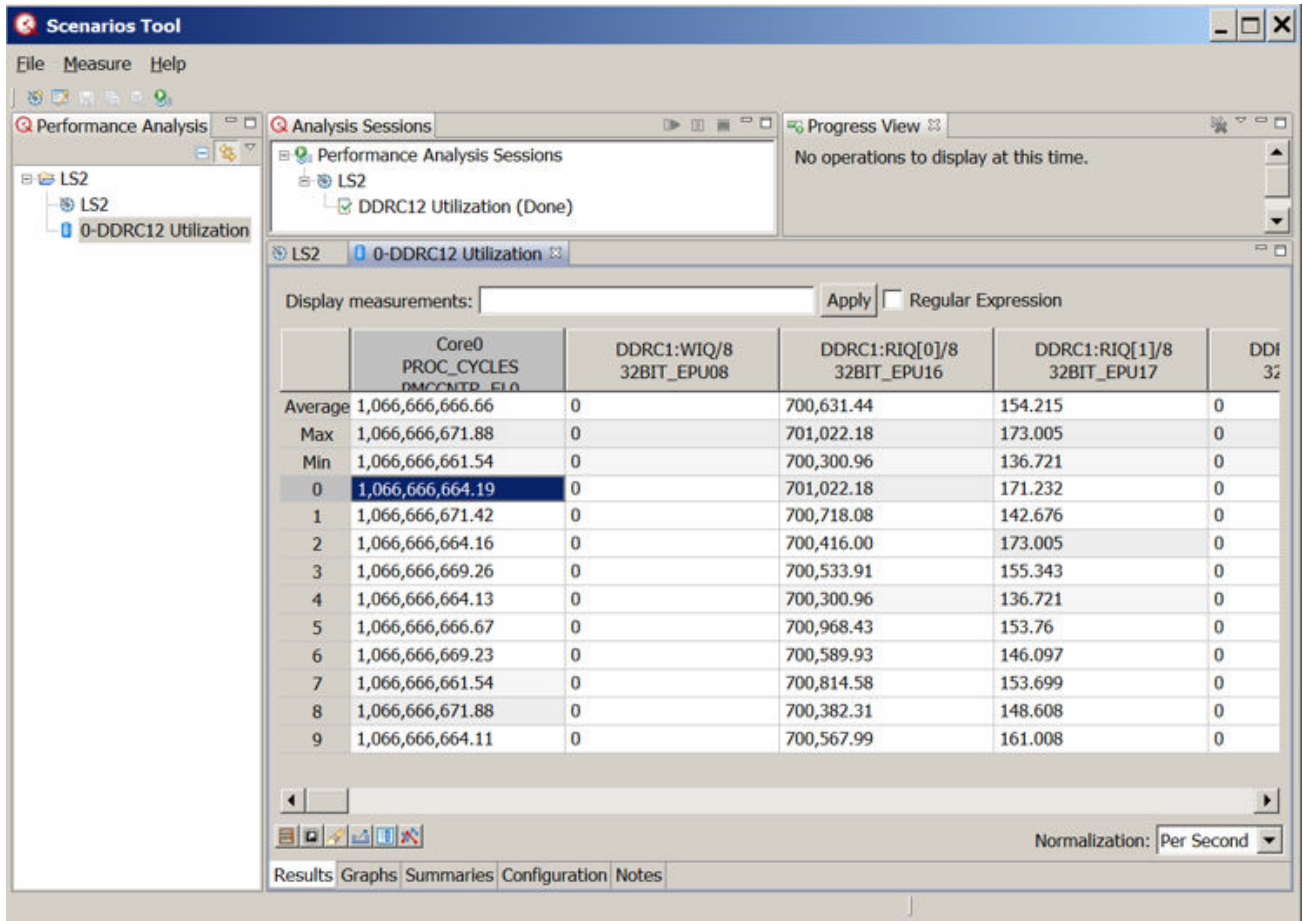 Scenarios Tool
File Measure Help
Performance Analysis
LS2
LS2
0-DDRC12 Utilization
Analysis Sessions
Performance Analysis Sessions
LS2
DDRC12 Utilization (Done)
Progress View
No operations to display at this time.
LS2 0-DDRC12 Utilization
Display measurements: Apply Regular Expression
Core0 DDRC1:WIQ/8 DDRC1:RIQ[0]/8 DDRC1:RIQ[1]/8
PROC_CYCLES 32BIT_EPU08 32BIT_EPU16 32BIT_EPU17 32
PMCCNTR_EL0
Average 1,066,666,666.66 0 700,631.44 154.215 0
Max 1,066,666,671.88 0 701,022.18 173.005 0
Min 1,066,666,661.54 0 700,300.96 136.721 0
0 1,066,666,664.19 0 701,022.18 171.232 0
1 1,066,666,671.42 0 700,718.08 142.676 0
2 1,066,666,664.16 0 700,416.00 173.005 0
3 1,066,666,669.26 0 700,533.91 155.343 0
4 1,066,666,664.13 0 700,300.96 136.721 0
5 1,066,666,666.67 0 700,968.43 153.76 0
6 1,066,666,669.23 0 700,589.93 146.097 0
7 1,066,666,661.54 0 700,814.58 153.699 0
8 1,066,666,671.88 0 700,382.31 148.608 0
9 1,066,666,664.11 0 700,567.99 161.008 0
Normalization: Per Second
Results Graphs Summaries Configuration Notes